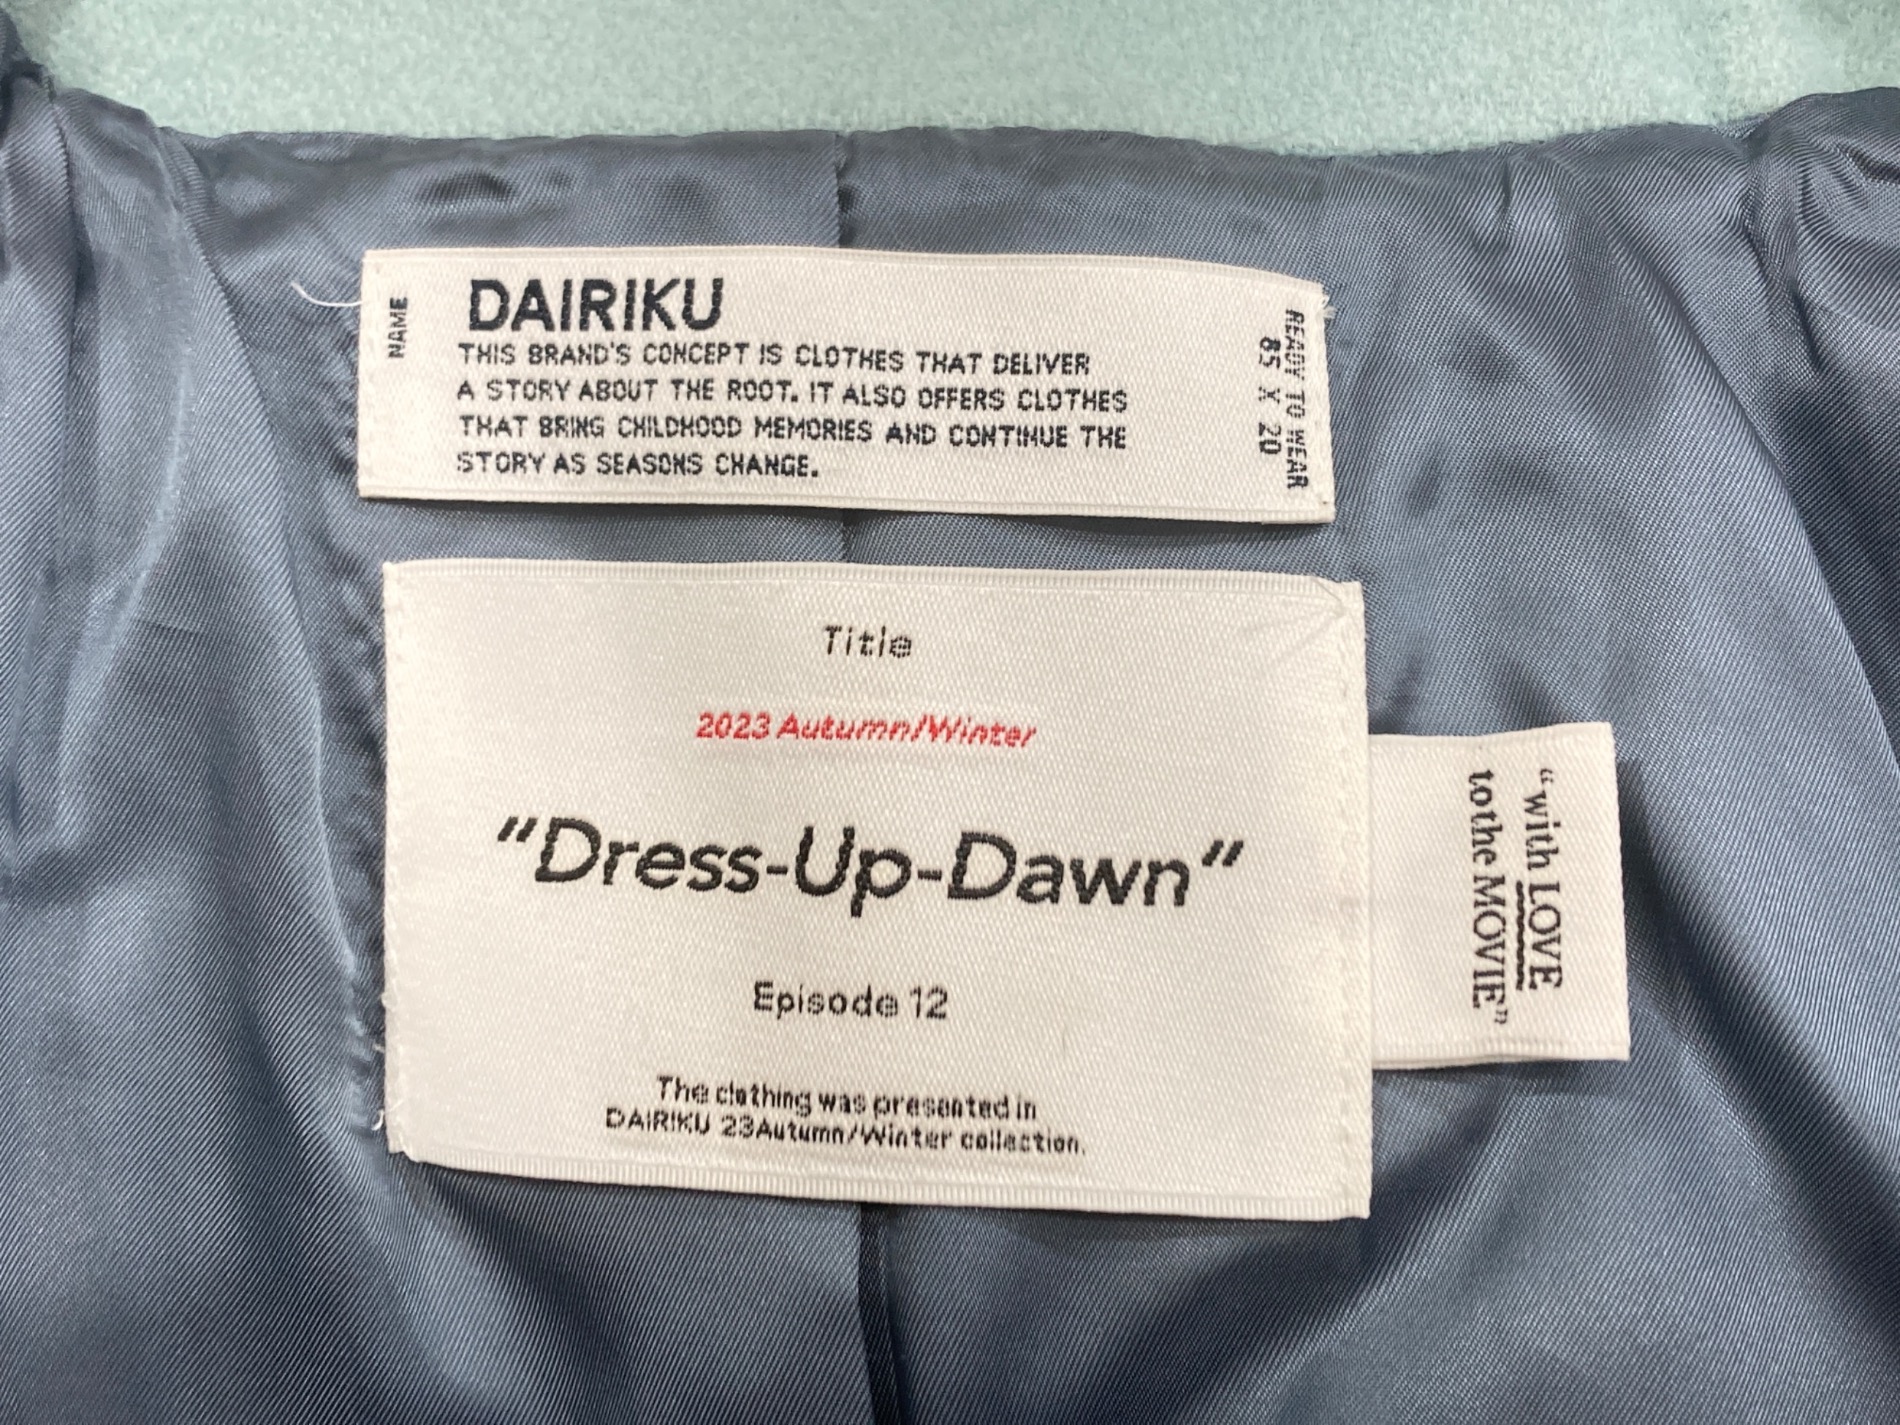 NAME
DAIRIKU
THIS BRAND'S CONCEPT IS CLOTHES THAT DELIVER
A STORY ABOUT THE ROOT. IT ALSO OFFERS CLOTHES
THAT BRING CHILDHOOD MEMORIES AND CONTINUE THE
STORY AS SEASONS CHANGE.
READY TO WEAR
85 X 20
Title
2023 Autumn/Winter
"Dress-Up-Dawn"
Episode 12
The clothing was presented in
DAIRIKU 23Autumn/Winter collection.
“with LOVE
to the MOVIE”